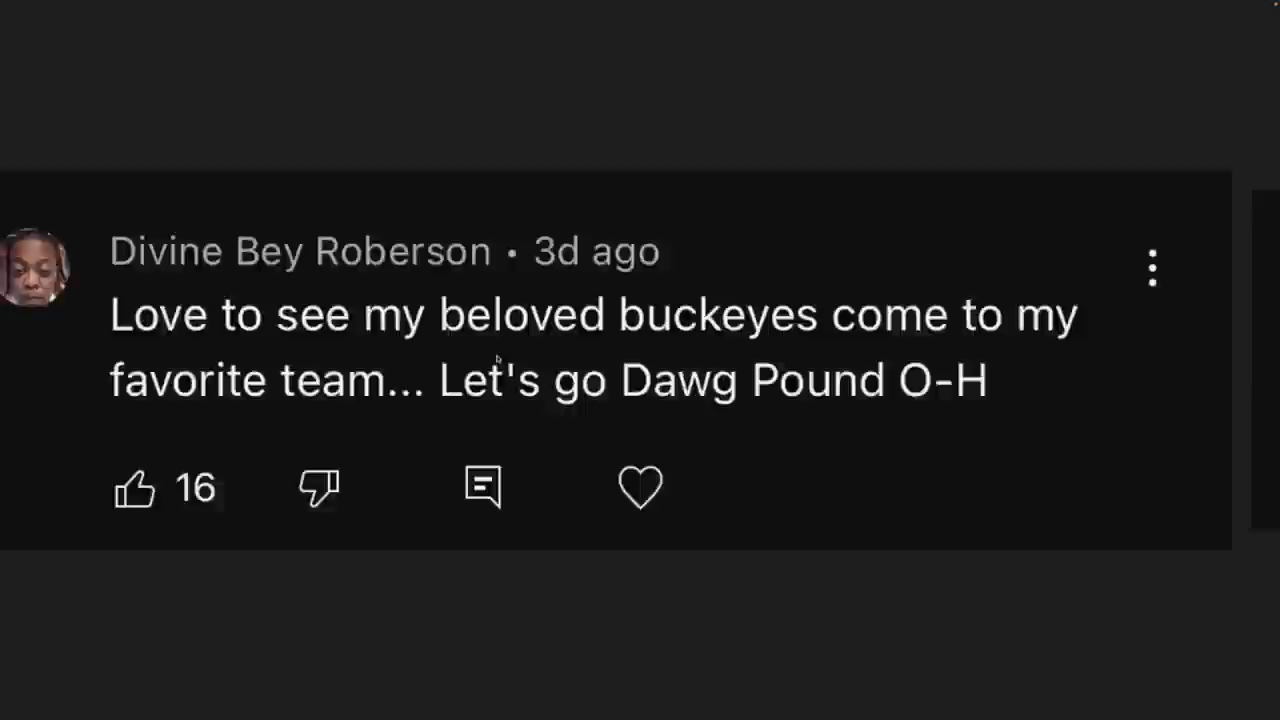 Divine Bey Roberson • 3d ago
Love to see my beloved buckeyes come to my
favorite team... Let's go Dawg Pound O-H
16